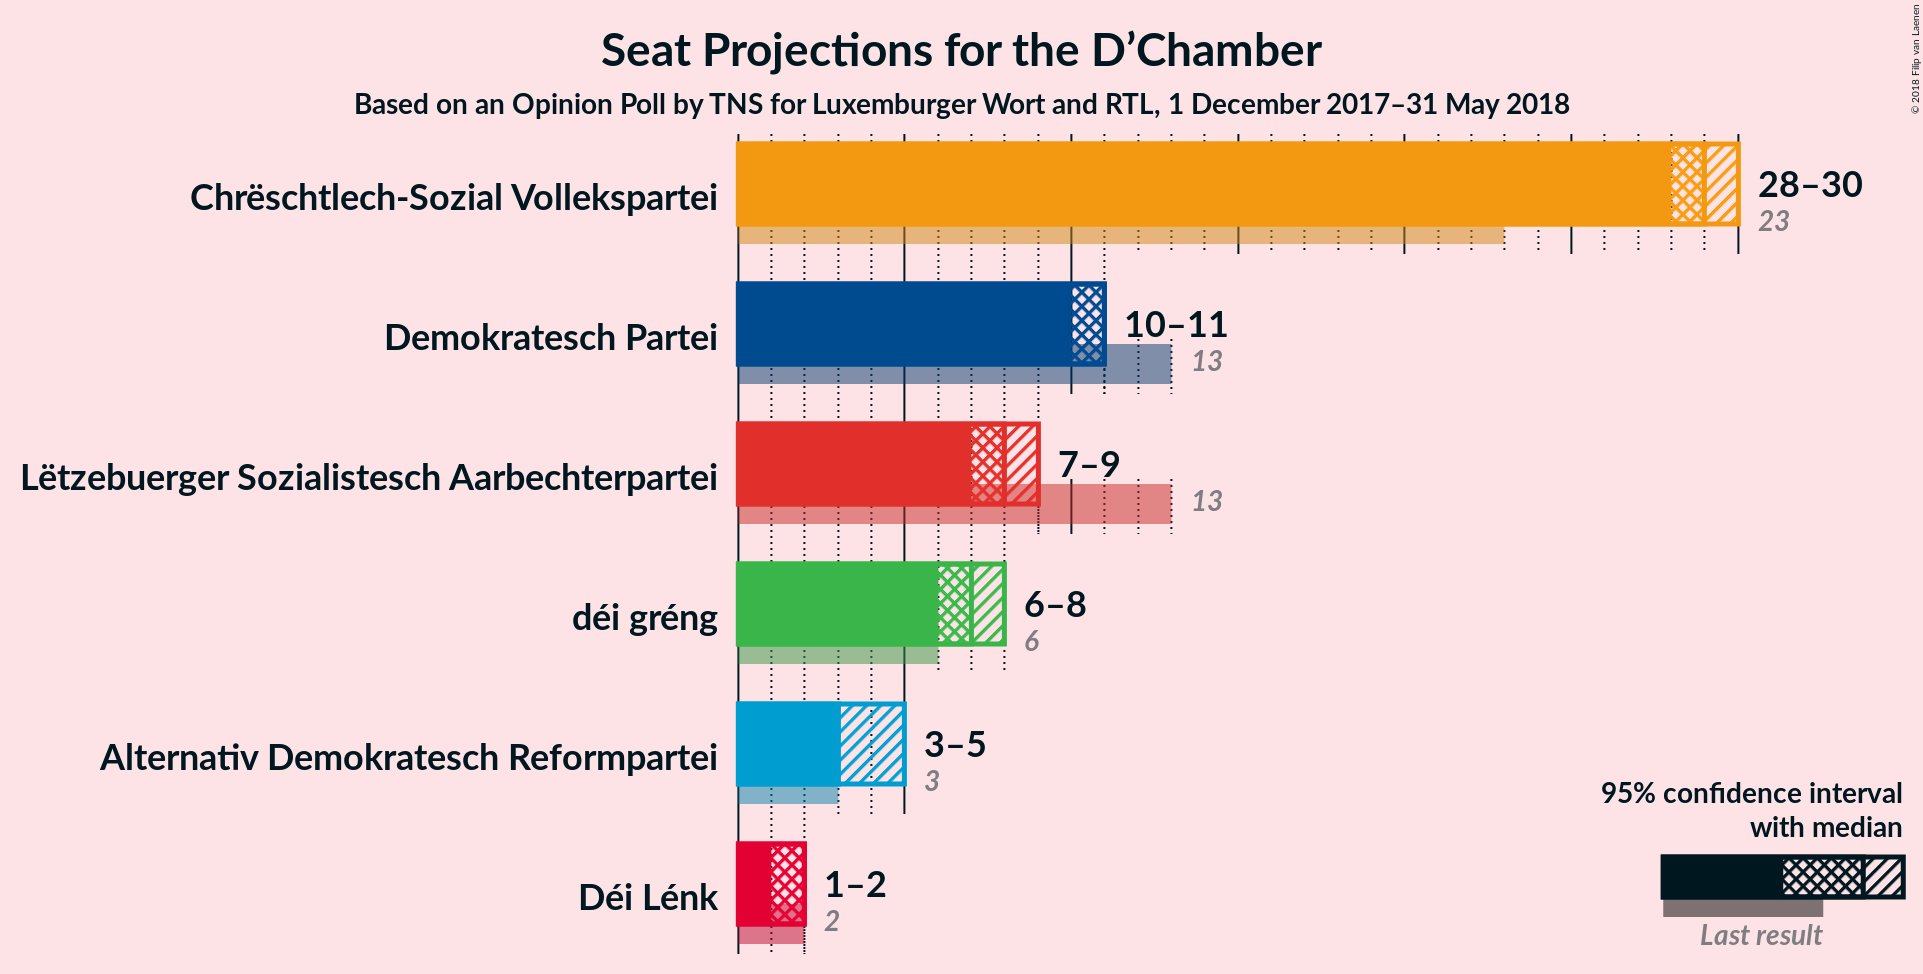 Seat Projections for the D’Chamber
Based on an Opinion Poll by TNS for Luxemburger Wort and RTL, 1 December 2017–31 May 2018
© 2018 Filip van Laenen
Chrëschtlech-Sozial Vollekspartei
28–30
23
Demokratesch Partei
10–11
13
Lëtzebuerger Sozialistesch Aarbechterpartei
7–9
13
déi gréng
6–8
6
Alternativ Demokratesch Reformpartei
3–5
3
Déi Lénk
1–2
2
95% confidence interval
with median
Last result